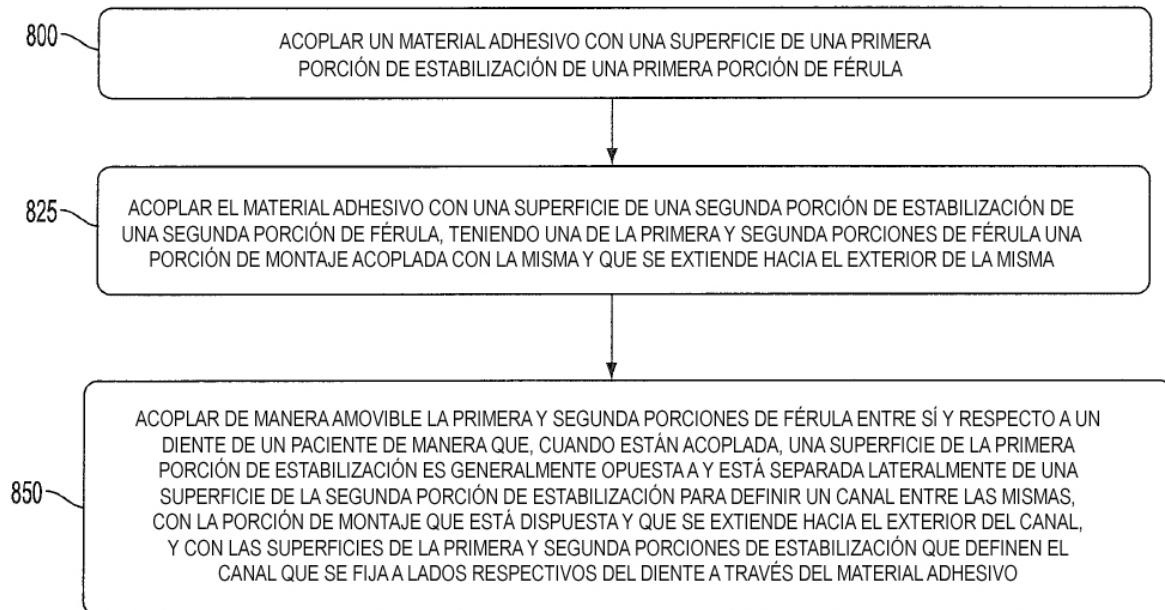 800
ACOPLAR UN MATERIAL ADHESIVO CON UNA SUPERFICIE DE UNA PRIMERA
PORCIÓN DE ESTABILIZACIÓN DE UNA PRIMERA PORCIÓN DE FÉRULA
825
ACOPLAR EL MATERIAL ADHESIVO CON UNA SUPERFICIE DE UNA SEGUNDA PORCIÓN DE ESTABILIZACIÓN DE
UNA SEGUNDA PORCIÓN DE FÉRULA, TENIENDO UNA DE LA PRIMERA Y SEGUNDA PORCIONES DE FÉRULA UNA
PORCIÓN DE MONTAJE ACOPLADA CON LA MISMA Y QUE SE EXTIENDE HACIA EL EXTERIOR DE LA MISMA
850
ACOPLAR DE MANERA AMOVIBLE LA PRIMERA Y SEGUNDA PORCIONES DE FÉRULA ENTRE SÍ Y RESPECTO A UN
DIENTE DE UN PACIENTE DE MANERA QUE, CUANDO ESTÁN ACOPLADA, UNA SUPERFICIE DE LA PRIMERA
PORCIÓN DE ESTABILIZACIÓN ES GENERALMENTE OPUESTA A Y ESTÁ SEPARADA LATERALMENTE DE UNA
SUPERFICIE DE LA SEGUNDA PORCIÓN DE ESTABILIZACIÓN PARA DEFINIR UN CANAL ENTRE LAS MISMAS,
CON LA PORCIÓN DE MONTAJE QUE ESTÁ DISPUESTA Y QUE SE EXTIENDE HACIA EL EXTERIOR DEL CANAL,
Y CON LAS SUPERFICIES DE LA PRIMERA Y SEGUNDA PORCIONES DE ESTABILIZACIÓN QUE DEFINEN EL
CANAL QUE SE FIJA A LADOS RESPECTIVOS DEL DIENTE A TRAVÉS DEL MATERIAL ADHESIVO